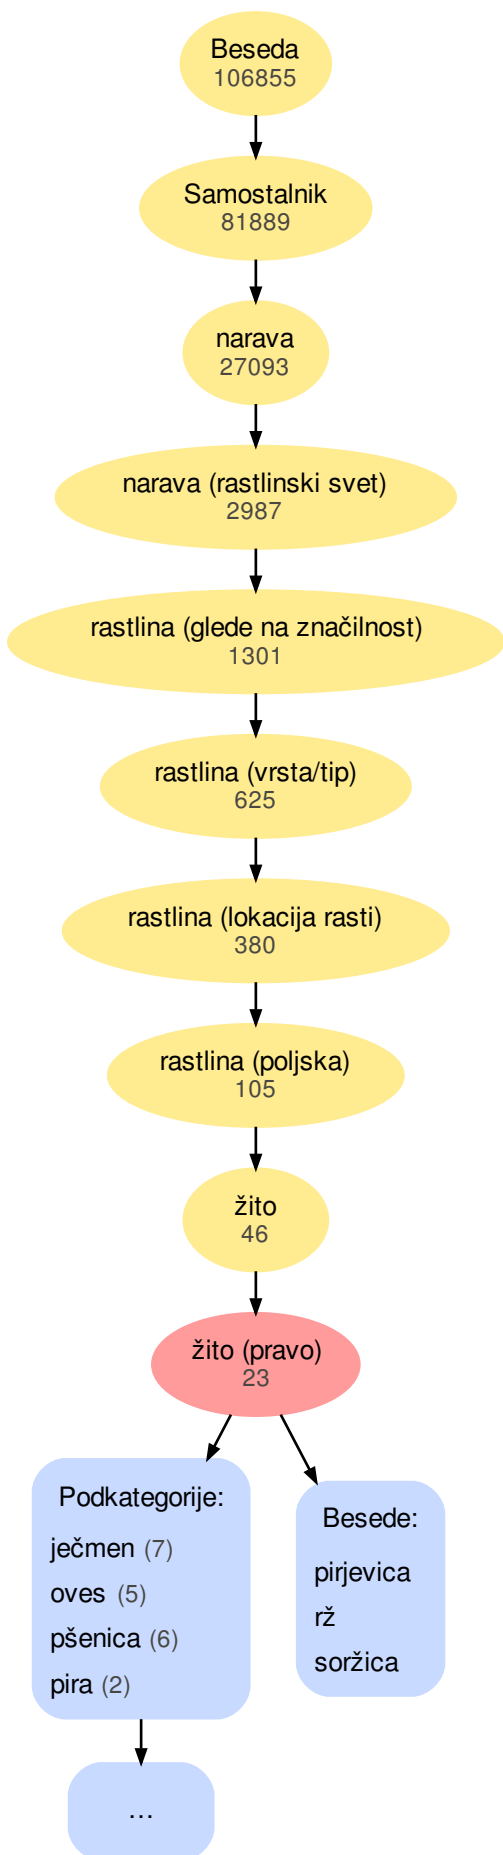 Beseda
106855
Samostalnik
81889
narava
27093
narava (rastlinski svet)
2987
rastlina (glede na značilnost)
1301
rastlina (vrsta/tip)
625
rastlina (lokacija rasti)
380
rastlina (poljska)
105
žito
46
žito (pravo)
23
Podkategorije:
ječmen (7)
oves (5)
pšenica (6)
pira (2)
Besede:
pirjevica
rž
soržica
...